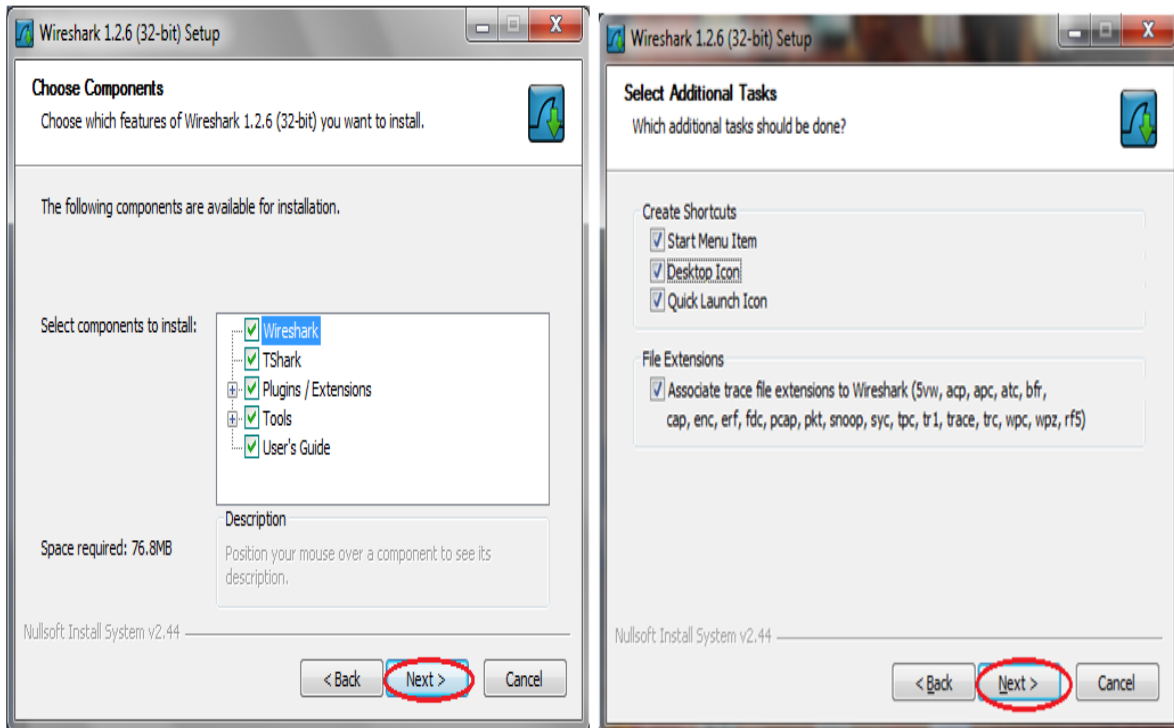 Wireshark 1.2.6 (32-bit) Setup
Choose Components
Choose which features of Wireshark 1.2.6 (32-bit) you want to install.
The following components are available for installation.
Select components to install:
Wireshark
TShark
Plugins / Extensions
Tools
User's Guide
Space required: 76.8MB
Description
Position your mouse over a component to see its
description.
Nullsoft Install System v2.44
< Back
Next >
Cancel
Wireshark 1.2.6 (32-bit) Setup
Select Additional Tasks
Which additional tasks should be done?
Create Shortcuts
Start Menu Item
Desktop Icon
Quick Launch Icon
File Extensions
Associate trace file extensions to Wireshark (5vw, acp, apc, atc, bfr,
cap, enc, erf, fdc, pcap, pkt, snoop, syc, tpc, tr1, trace, trc, wpc, wpz, rf5)
Nullsoft Install System v2.44
< Back
Next >
Cancel